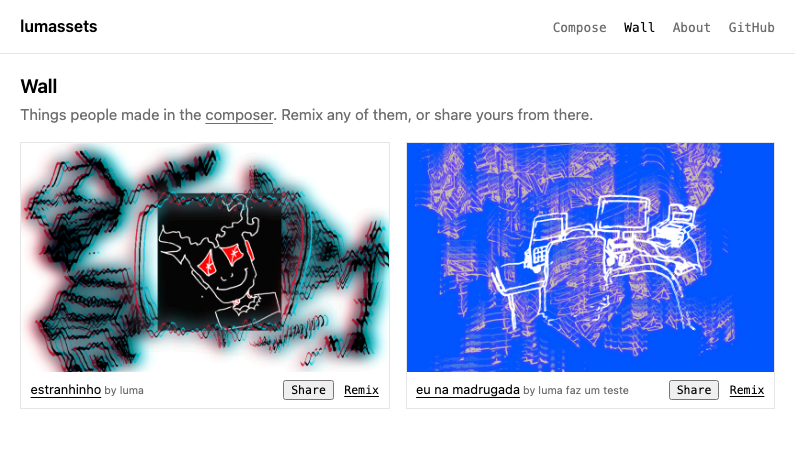 lumassets
Compose Wall About GitHub
Wall
Things people made in the composer. Remix any of them, or share yours from there.
estranhinho by luma Share Remix
eu na madrugada by luma faz um teste Share Remix